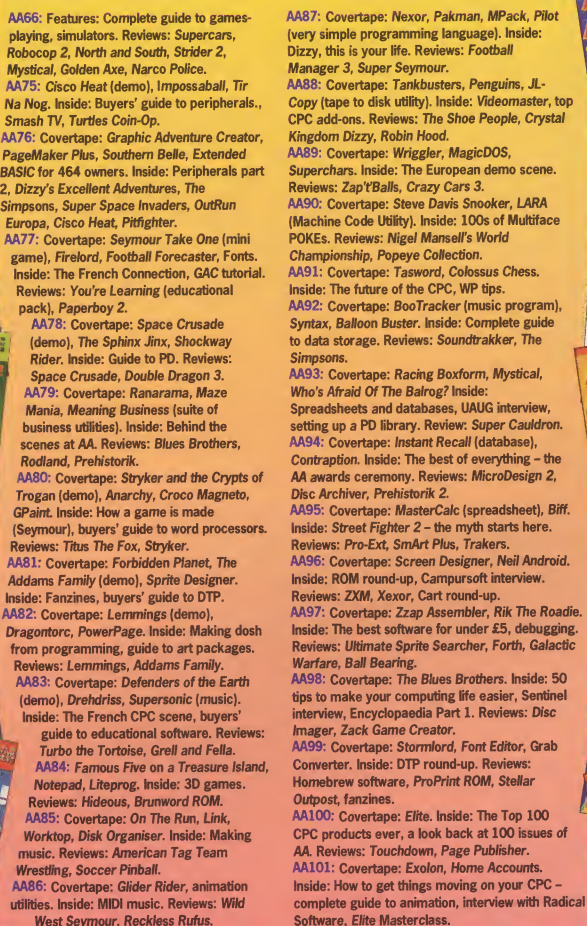 AA66: Features: Complete guide to games-
playing, simulators. Reviews: Supercars,
Robocop 2, North and South, Strider 2,
Mystical, Golden Axe, Narco Police.
AA75: Cisco Heat (demo), Impossaball, Tir
Na Nog. Inside: Buyers' guide to peripherals.,
Smash TV, Turtles Coin-Op.
AA76: Covertape: Graphic Adventure Creator,
PageMaker Plus, Southern Belle, Extended
BASIC for 464 owners. Inside: Peripherals part
2, Dizzy's Excellent Adventures, The
Simpsons, Super Space Invaders, OutRun
Europa, Cisco Heat, Pitfighter.
AA77: Covertape: Seymour Take One (mini
game), Firelord, Football Forecaster, Fonts.
Inside: The French Connection, GAC tutorial.
Reviews: You're Learning (educational
pack), Paperboy 2.
AA78: Covertape: Space Crusade
(demo), The Sphinx Jinx, Shockway
Rider. Inside: Guide to PD. Reviews:
Space Crusade, Double Dragon 3.
AA79: Covertape: Ranarama, Maze
Mania, Meaning Business (suite of
business utilities). Inside: Behind the
scenes at AA. Reviews: Blues Brothers,
Rodland, Prehistorik.
AA80: Covertape: Stryker and the Crypts of
Trogan (demo), Anarchy, Croco Magneto,
GPaint. Inside: How a game is made
(Seymour), buyers' guide to word processors.
Reviews: Titus The Fox, Stryker.
AA81: Covertape: Forbidden Planet, The
Addams Family (demo), Sprite Designer.
Inside: Fanzines, buyers' guide to DTP.
AA82: Covertape: Lemmings (demo),
Dragontorc, PowerPage. Inside: Making dosh
from programming, guide to art packages.
Reviews: Lemmings, Addams Family.
AA83: Covertape: Defenders of the Earth
(demo), Drehdriss, Supersonic (music).
Inside: The French CPC scene, buyers'
guide to educational software. Reviews:
Turbo the Tortoise, Grell and Fella.
AA84: Famous Five on a Treasure Island,
Notepad, Liteprog. Inside: 3D games.
Reviews: Hideous, Brunword ROM.
AA85: Covertape: On The Run, Link,
Worktop, Disk Organiser. Inside: Making
music. Reviews: American Tag Team
Wrestling, Soccer Pinball.
AA86: Covertape: Glider Rider, animation
utilities. Inside: MIDI music. Reviews: Wild
West Seymour, Reckless Rufus.
AA87: Covertape: Nexor, Pakman, MPack, Pilot
(very simple programming language). Inside:
Dizzy, this is your life. Reviews: Football
Manager 3, Super Seymour.
AA88: Covertape: Tankbusters, Penguins, JL-
Copy (tape to disk utility). Inside: Videomaster, top
CPC add-ons. Reviews: The Shoe People, Crystal
Kingdom Dizzy, Robin Hood.
AA89: Covertape: Wriggler, MagicDOS,
Superchars. Inside: The European demo scene.
Reviews: Zap't'Balls, Crazy Cars 3.
AA90: Covertape: Steve Davis Snooker, LARA
(Machine Code Utility). Inside: 100s of Multiface
POKEs. Reviews: Nigel Mansell's World
Championship, Popeye Collection.
AA91: Covertape: Tasword, Colossus Chess.
Inside: The future of the CPC, WP tips.
AA92: Covertape: BooTracker (music program),
Syntax, Balloon Buster. Inside: Complete guide
to data storage. Reviews: Soundtrakker, The
Simpsons.
AA93: Covertape: Racing Boxform, Mystical,
Who's Afraid Of The Balrog? Inside:
Spreadsheets and databases, UAUG interview,
setting up a PD library. Review: Super Cauldron.
AA94: Covertape: Instant Recall (database),
Contraption. Inside: The best of everything – the
AA awards ceremony. Reviews: MicroDesign 2,
Disc Archiver, Prehistorik 2.
AA95: Covertape: MasterCalc (spreadsheet), Biff.
Inside: Street Fighter 2 – the myth starts here.
Reviews: Pro-Ext, SmArt Plus, Trakers.
AA96: Covertape: Screen Designer, Neil Android.
Inside: ROM round-up, Campursoft interview.
Reviews: ZXM, Xexor, Cart round-up.
AA97: Covertape: Zzap Assembler, Rik The Roadie.
Inside: The best software for under £5, debugging.
Reviews: Ultimate Sprite Searcher, Forth, Galactic
Warfare, Ball Bearing.
AA98: Covertape: The Blues Brothers. Inside: 50
tips to make your computing life easier, Sentinel
interview, Encyclopaedia Part 1. Reviews: Disc
Imager, Zack Game Creator.
AA99: Covertape: Stormlord, Font Editor, Grab
Converter. Inside: DTP round-up. Reviews:
Homebrew software, ProPrint ROM, Stellar
Outpost, fanzines.
AA100: Covertape: Elite. Inside: The Top 100
CPC products ever, a look back at 100 issues of
AA. Reviews: Touchdown, Page Publisher.
AA101: Covertape: Exolon, Home Accounts.
Inside: How to get things moving on your CPC –
complete guide to animation, interview with Radical
Software, Elite Masterclass.